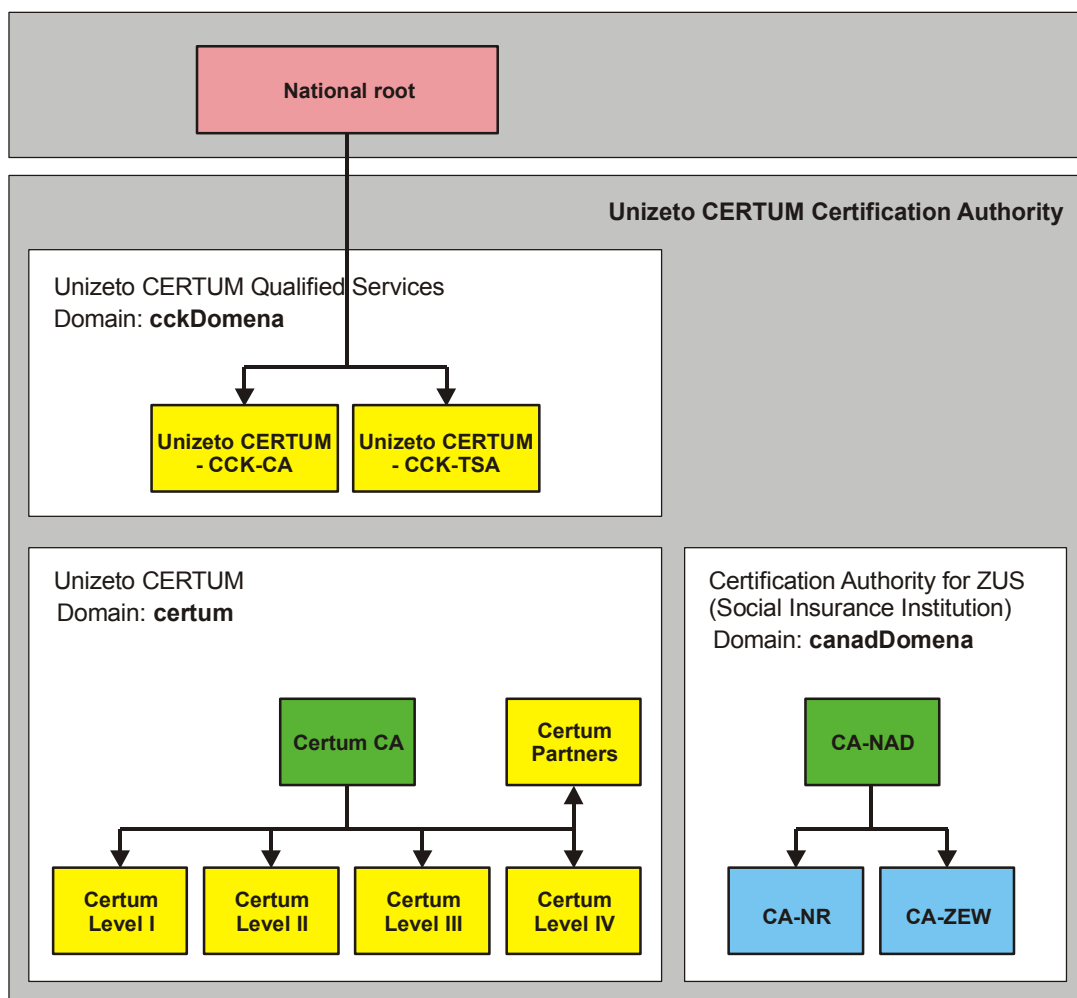 National root
Unizeto CERTUM Certification Authority
Unizeto CERTUM Qualified Services
Domain: cckDomena
Unizeto CERTUM
- CCK-CA
Unizeto CERTUM
- CCK-TSA
Unizeto CERTUM
Domain: certum
Certum CA
Certum
Partners
Certum
Level I
Certum
Level II
Certum
Level III
Certum
Level IV
Certification Authority for ZUS
(Social Insurance Institution)
Domain: canadDomena
CA-NAD
CA-NR
CA-ZEW